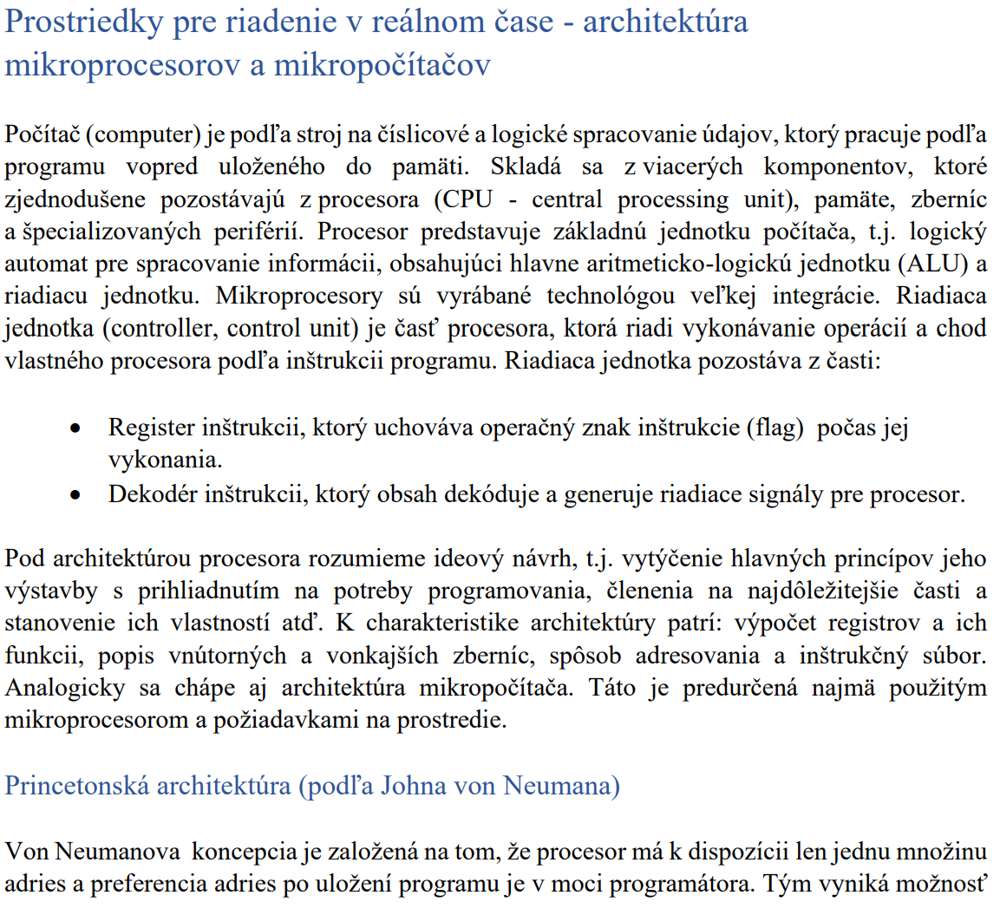 Prostriedky pre riadenie v reálnom čase - architektúra
mikroprocesorov a mikropočítačov
Počítač (computer) je podľa stroj na číslicové a logické spracovanie údajov, ktorý pracuje podľa
programu vopred uloženého do pamäti. Skladá sa z viacerých komponentov, ktoré
zjednodušene pozostávajú z procesora (CPU - central processing unit), pamäte, zberníc
a špecializovaných periférií. Procesor predstavuje základnú jednotku počítača, t.j. logický
automat pre spracovanie informácii, obsahujúci hlavne aritmeticko-logickú jednotku (ALU) a
riadiacu jednotku. Mikroprocesory sú vyrábané technológou veľkej integrácie. Riadiaca
jednotka (controller, control unit) je časť procesora, ktorá riadi vykonávanie operácií a chod
vlastného procesora podľa inštrukcii programu. Riadiaca jednotka pozostáva z časti:
• Register inštrukcii, ktorý uchováva operačný znak inštrukcie (flag)  počas jej
vykonania.
• Dekodér inštrukcii, ktorý obsah dekóduje a generuje riadiace signály pre procesor.
Pod architektúrou procesora rozumieme ideový návrh, t.j. vytýčenie hlavných princípov jeho
výstavby s prihliadnutím na potreby programovania, členenia na najdôležitejšie časti a
stanovenie ich vlastností atď. K charakteristike architektúry patrí: výpočet registrov a ich
funkcii, popis vnútorných a vonkajších zberníc, spôsob adresovania a inštrukčný súbor.
Analogicky sa chápe aj architektúra mikropočítača. Táto je predurčená najmä použitým
mikroprocesorom a požiadavkami na prostredie.
Princetonská architektúra (podľa Johna von Neumana)
Von Neumanova  koncepcia je založená na tom, že procesor má k dispozícii len jednu množinu
adries a preferencia adries po uložení programu je v moci programátora. Tým vyniká možnosť